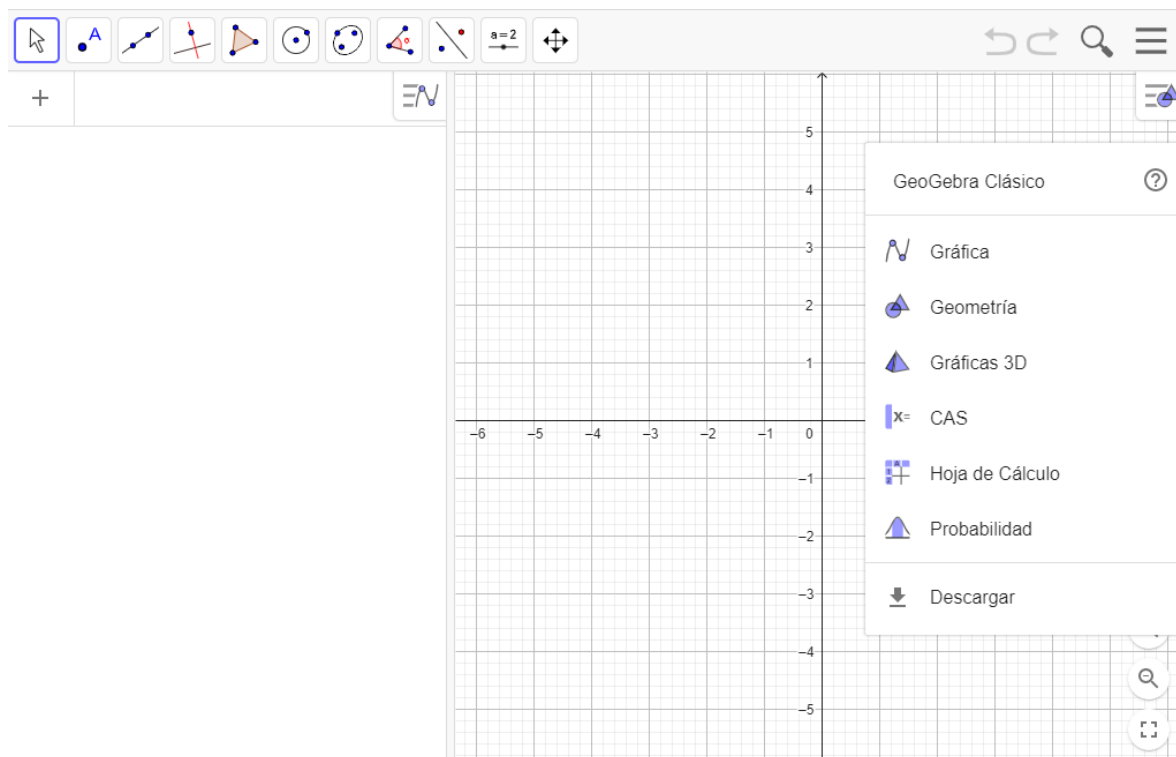 A
a=2
+
5
4
3
2
1
–6 –5 –4 –3 –2 –1 0
–1
–2
–3
–4
–5
GeoGebra Clásico ?
Gráfica
Geometría
Gráficas 3D
X= CAS
Hoja de Cálculo
Probabilidad
Descargar